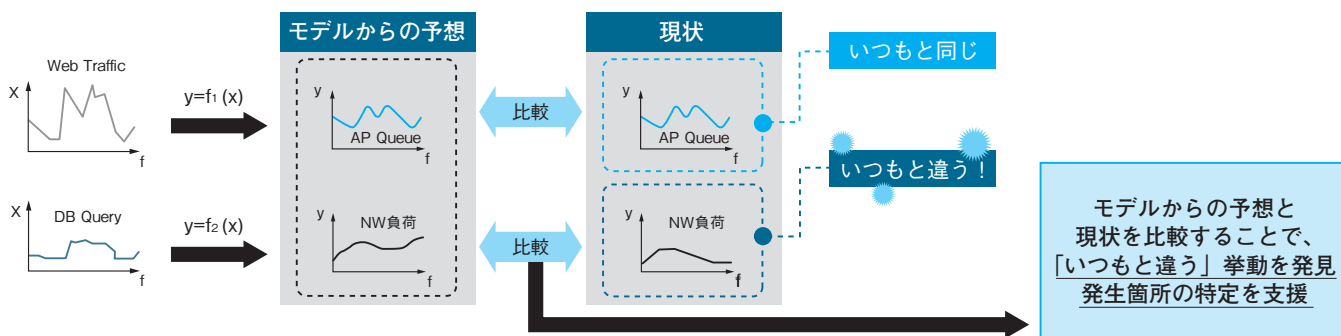 モデルからの予想
現状
Web Traffic
X
f
y=f₁(x)
y
AP Queue
f
比較
y
AP Queue
f
いつもと同じ
いつもと違う！
DB Query
X
f
y=f₂(x)
y
NW負荷
f
比較
y
NW負荷
f
モデルからの予想と
現状を比較することで、
「いつもと違う」挙動を発見
発生箇所の特定を支援